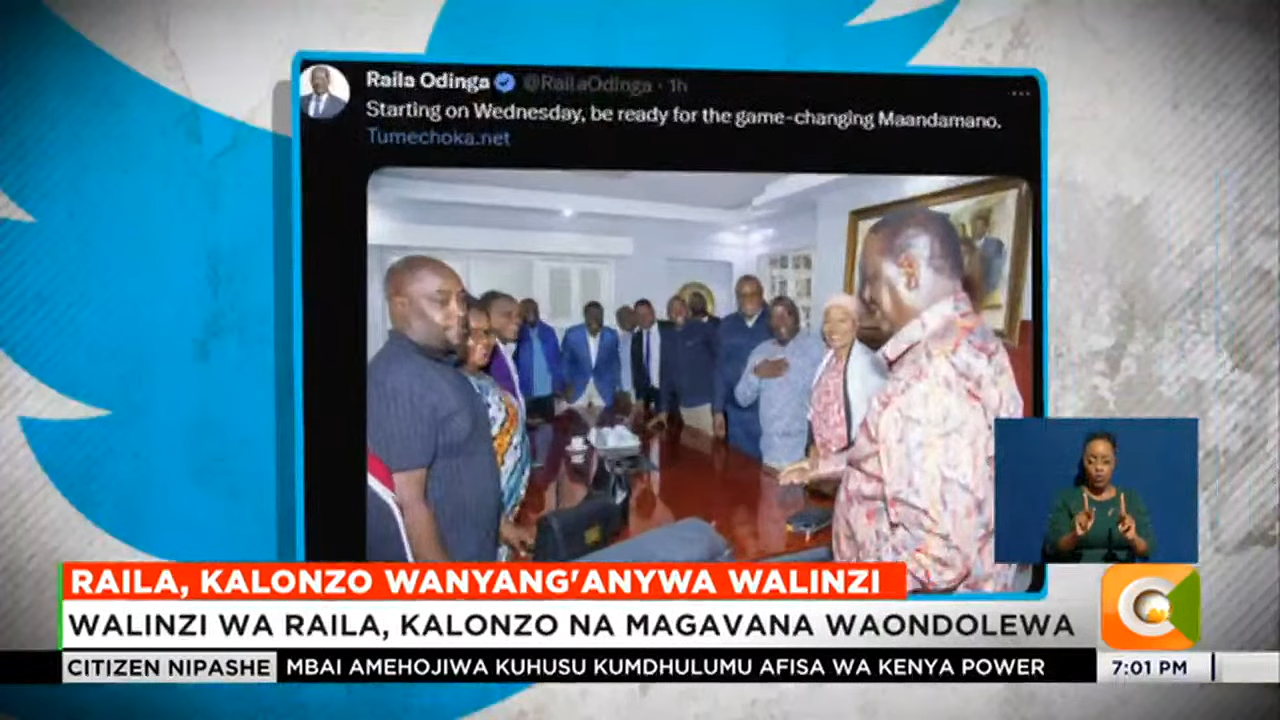 Raila Odinga @RailaOdinga · 1h
Starting on Wednesday, be ready for the game-changing Maandamano.
Tumechoka.net
RAILA, KALONZO WANYANG'ANYWA WALINZI
WALINZI WA RAILA, KALONZO NA MAGAVANA WAONDOLEWA
CITIZEN NIPASHE MBAI AMEHOJIWA KUHUSU KUMDHULUMU AFISA WA KENYA POWER 7:01 PM